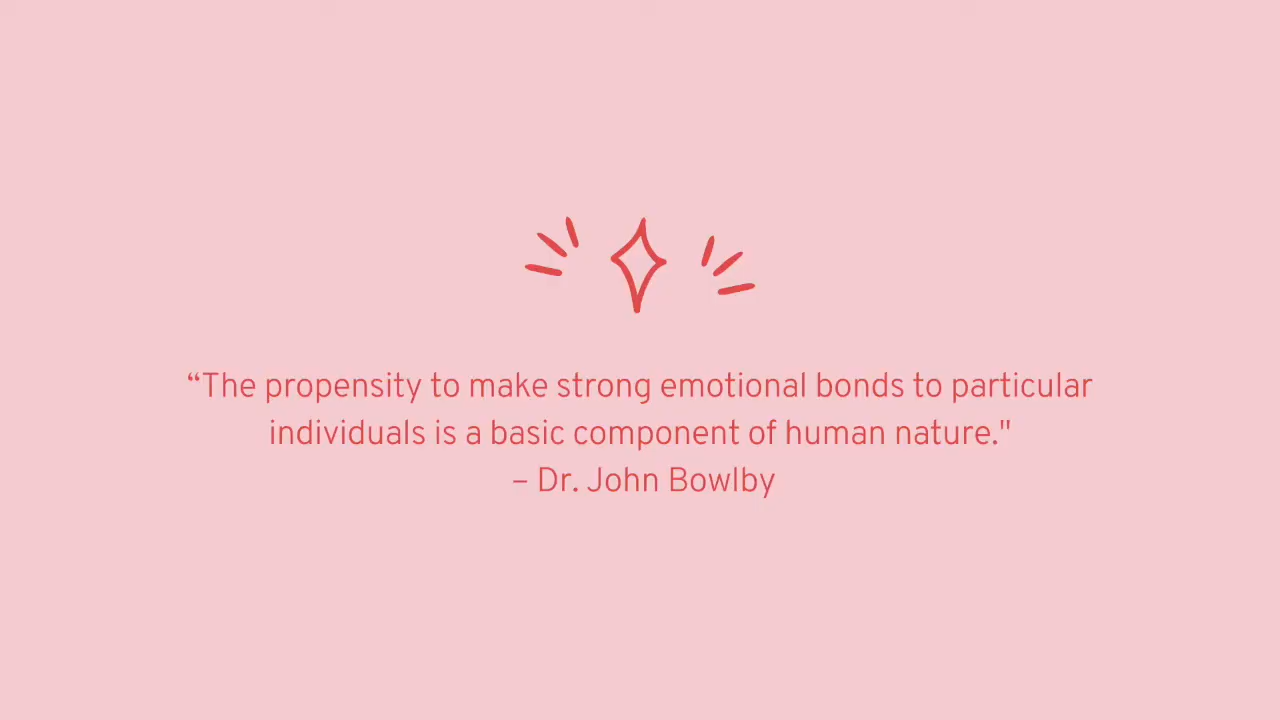 “The propensity to make strong emotional bonds to particular
individuals is a basic component of human nature."
– Dr. John Bowlby